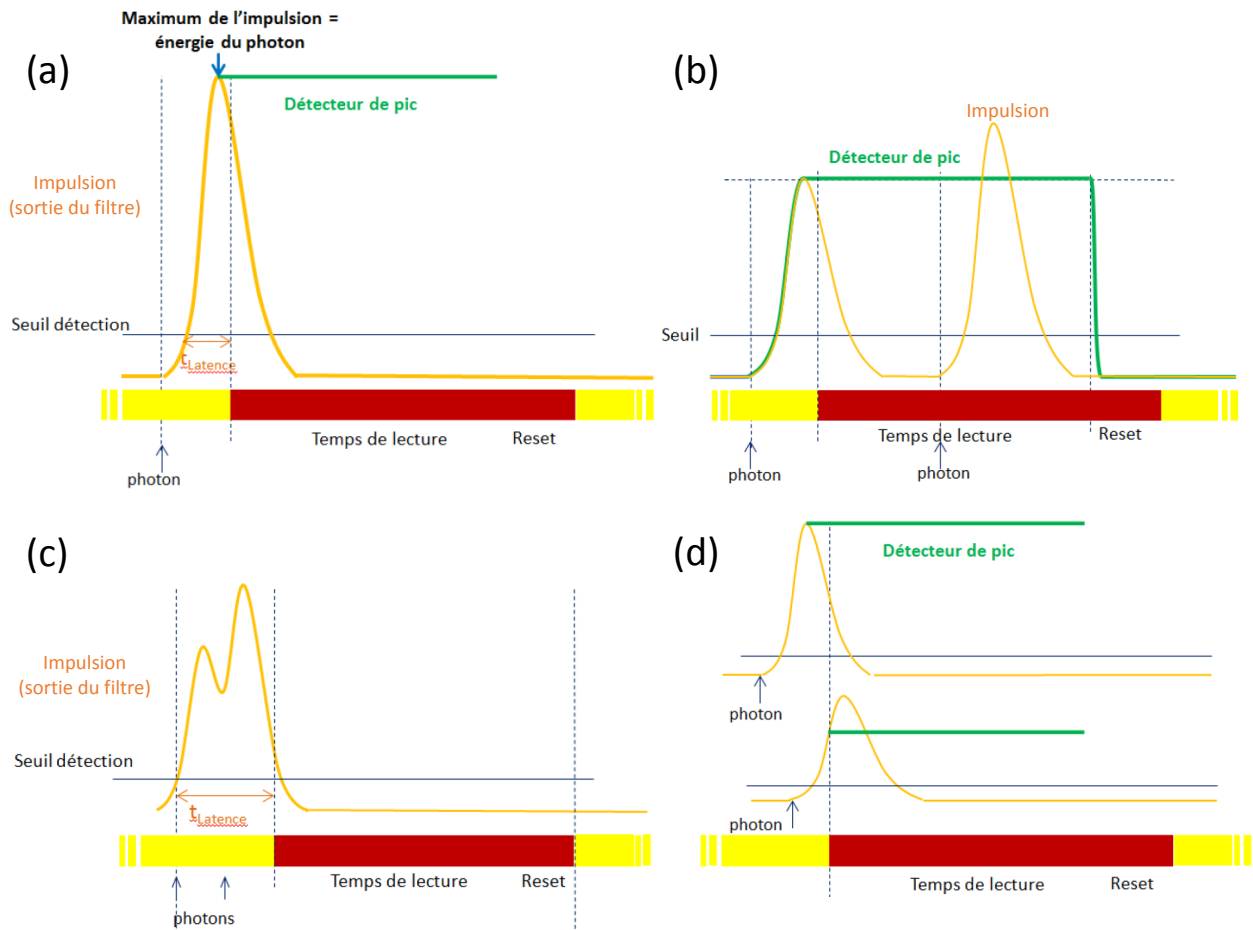 Maximum de l’impulsion =
énergie du photon
(a)
Détecteur de pic
Impulsion
(sortie du filtre)
Seuil détection
tLatence
Temps de lecture
Reset
photon
(b)
Impulsion
Détecteur de pic
Seuil
Temps de lecture
Reset
photon
photon
(c)
Impulsion
(sortie du filtre)
Seuil détection
tLatence
Temps de lecture
Reset
photons
(d)
Détecteur de pic
photon
photon
Temps de lecture
Reset